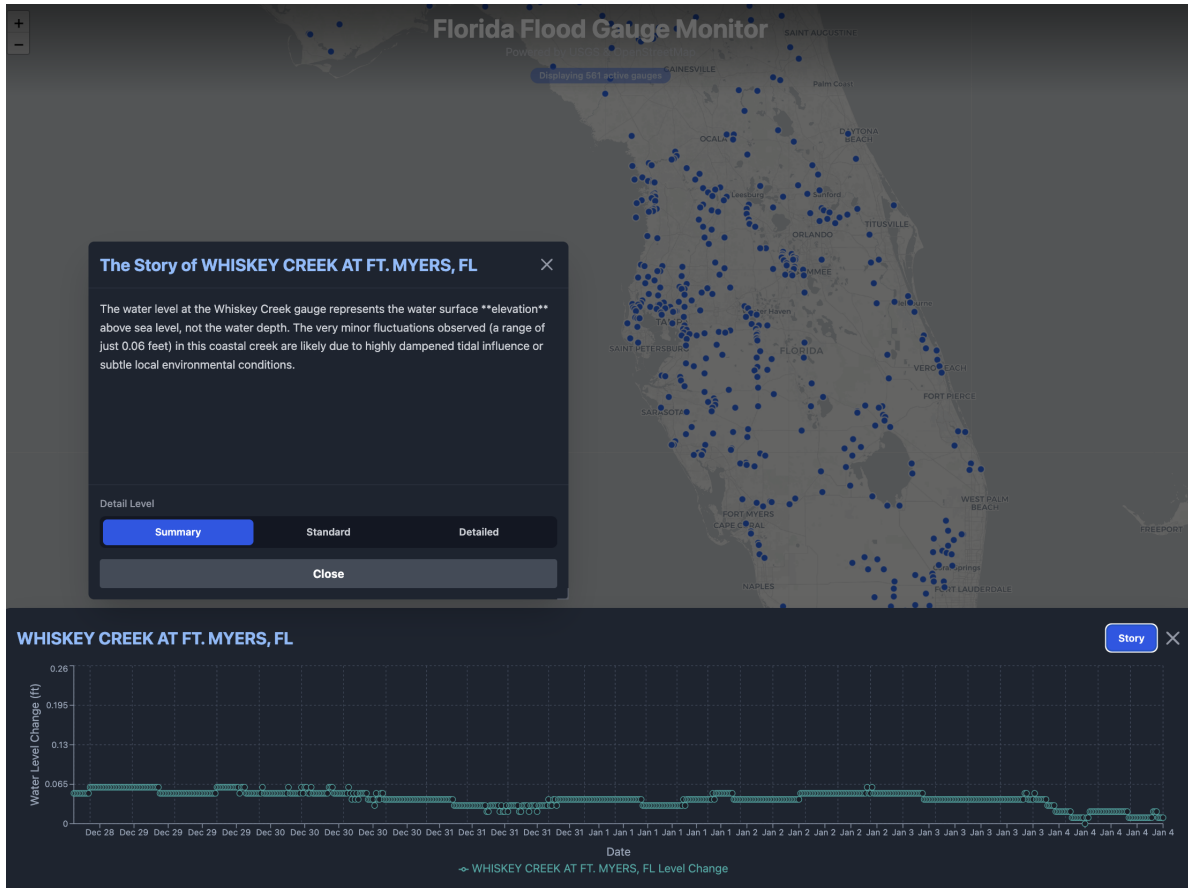 +
−
Florida Flood Gauge Monitor
Displaying 561 active gauges
SAINT AUGUSTINE
GAINESVILLE
Palm Coast
OCALA
DAYTONA
BEACH
Leesburg
Sanford
TITUSVILLE
ORLANDO
FLORIDA
SAINT PETERSBURG
VERO BEACH
FORT PIERCE
SARASOTA
WEST PALM
BEACH
FORT MYERS
CAPE CORAL
FREEPORT
NAPLES
FORT LAUDERDALE
The Story of WHISKEY CREEK AT FT. MYERS, FL
The water level at the Whiskey Creek gauge represents the water surface **elevation**
above sea level, not the water depth. The very minor fluctuations observed (a range of
just 0.06 feet) in this coastal creek are likely due to highly dampened tidal influence or
subtle local environmental conditions.
Detail Level
Summary Standard Detailed
Close
WHISKEY CREEK AT FT. MYERS, FL
Story
Water Level Change (ft)
0.26
0.195
0.13
0.065
0
Dec 28 Dec 29 Dec 29 Dec 29 Dec 29 Dec 30 Dec 30 Dec 30 Dec 30 Dec 30 Dec 31 Dec 31 Dec 31 Dec 31 Dec 31 Jan 1 Jan 1 Jan 1 Jan 1 Jan 2 Jan 2 Jan 2 Jan 2 Jan 2 Jan 3 Jan 3 Jan 3 Jan 3 Jan 3 Jan 4 Jan 4 Jan 4 Jan 4 Jan 4
Date
WHISKEY CREEK AT FT. MYERS, FL Level Change